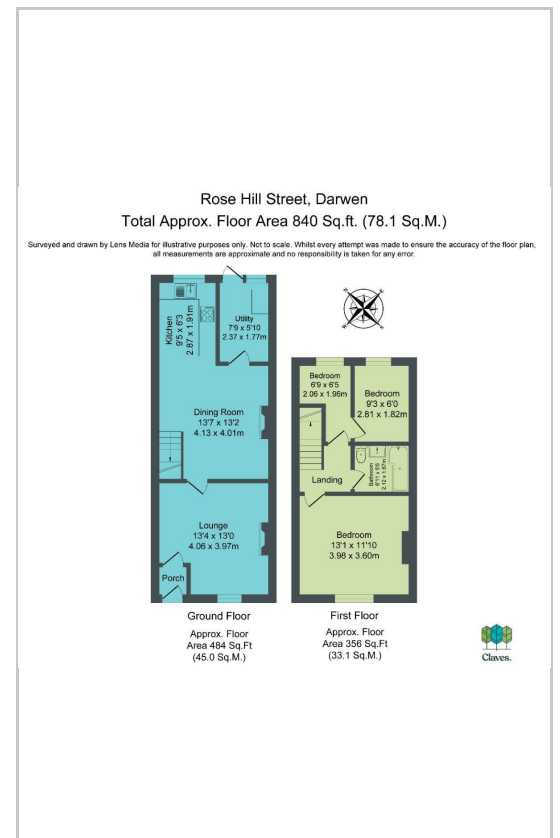 Rose Hill Street, Darwen
Total Approx. Floor Area 840 Sq.ft. (78.1 Sq.M.)
Surveyed and drawn by Lens Media for illustrative purposes only. Not to scale. Whilst every attempt was made to ensure the accuracy of the floor plan,
all measurements are approximate and no responsibility is taken for any error.
Kitchen
9'5 x 6'3
2.87 x 1.91m
Utility
7'9 x 5'10
2.37 x 1.77m
Dining Room
13'7 x 13'2
4.13 x 4.01m
Lounge
13'4 x 13'0
4.06 x 3.97m
Porch
Ground Floor
Approx. Floor
Area 484 Sq.Ft
(45.0 Sq.M.)
Bedroom
6'9 x 6'5
2.06 x 1.96m
Bedroom
9'3 x 6'0
2.81 x 1.82m
Bathroom
2.12 x 1.67m
Landing
Bedroom
13'1 x 11'10
3.98 x 3.60m
First Floor
Approx. Floor
Area 356 Sq.Ft
(33.1 Sq.M.)
Claves.